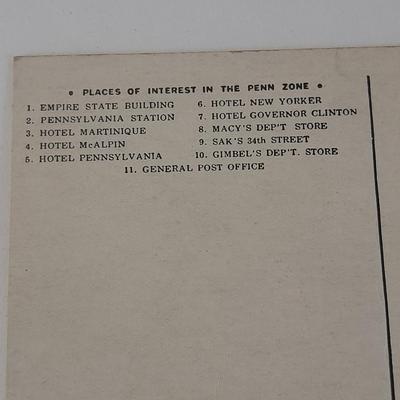 • PLACES OF INTEREST IN THE PENN ZONE •
1. EMPIRE STATE BUILDING
2. PENNSYLVANIA STATION
3. HOTEL MARTINIQUE
4. HOTEL McALPIN
5. HOTEL PENNSYLVANIA
6. HOTEL NEW YORKER
7. HOTEL GOVERNOR CLINTON
8. MACY'S DEP'T STORE
9. SAK'S 34th STREET
10. GIMBEL'S DEP'T. STORE
11. GENERAL POST OFFICE